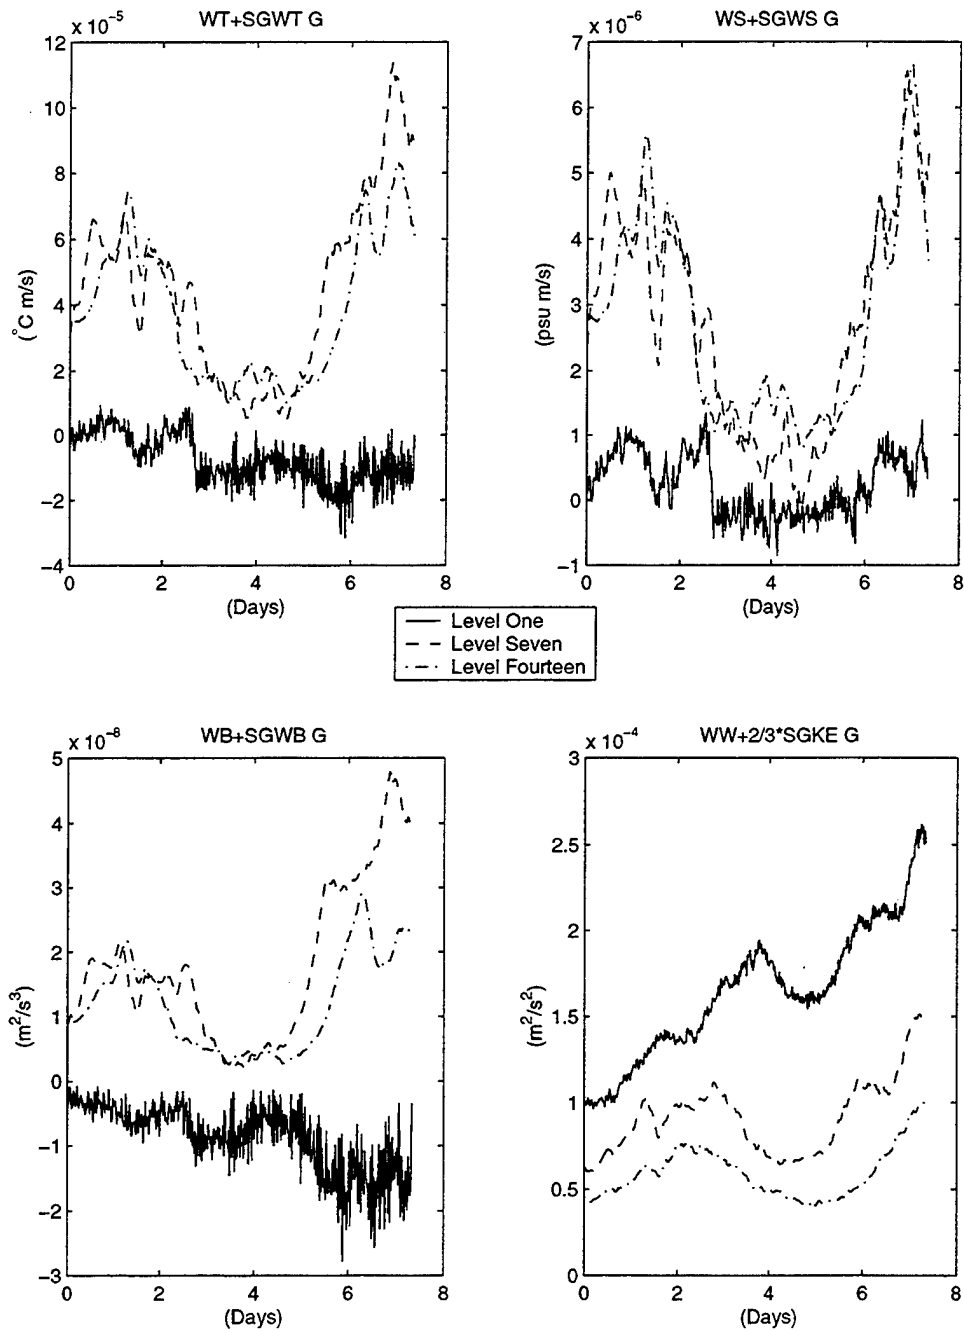 x 10⁻⁵
WT+SGWT G
12
10
8
6
4
2
0
−2
−4
(°C m/s)
0 2 4 6 8
(Days)
x 10⁻⁶
WS+SGWS G
7
6
5
4
3
2
1
0
−1
(psu m/s)
0 2 4 6 8
(Days)
Level One
Level Seven
Level Fourteen
x 10⁻⁸
WB+SGWB G
5
4
3
2
1
0
−1
−2
−3
(m²/s³)
0 2 4 6 8
(Days)
x 10⁻⁴
WW+2/3*SGKE G
3
2.5
2
1.5
1
0.5
0
(m²/s²)
0 2 4 6 8
(Days)